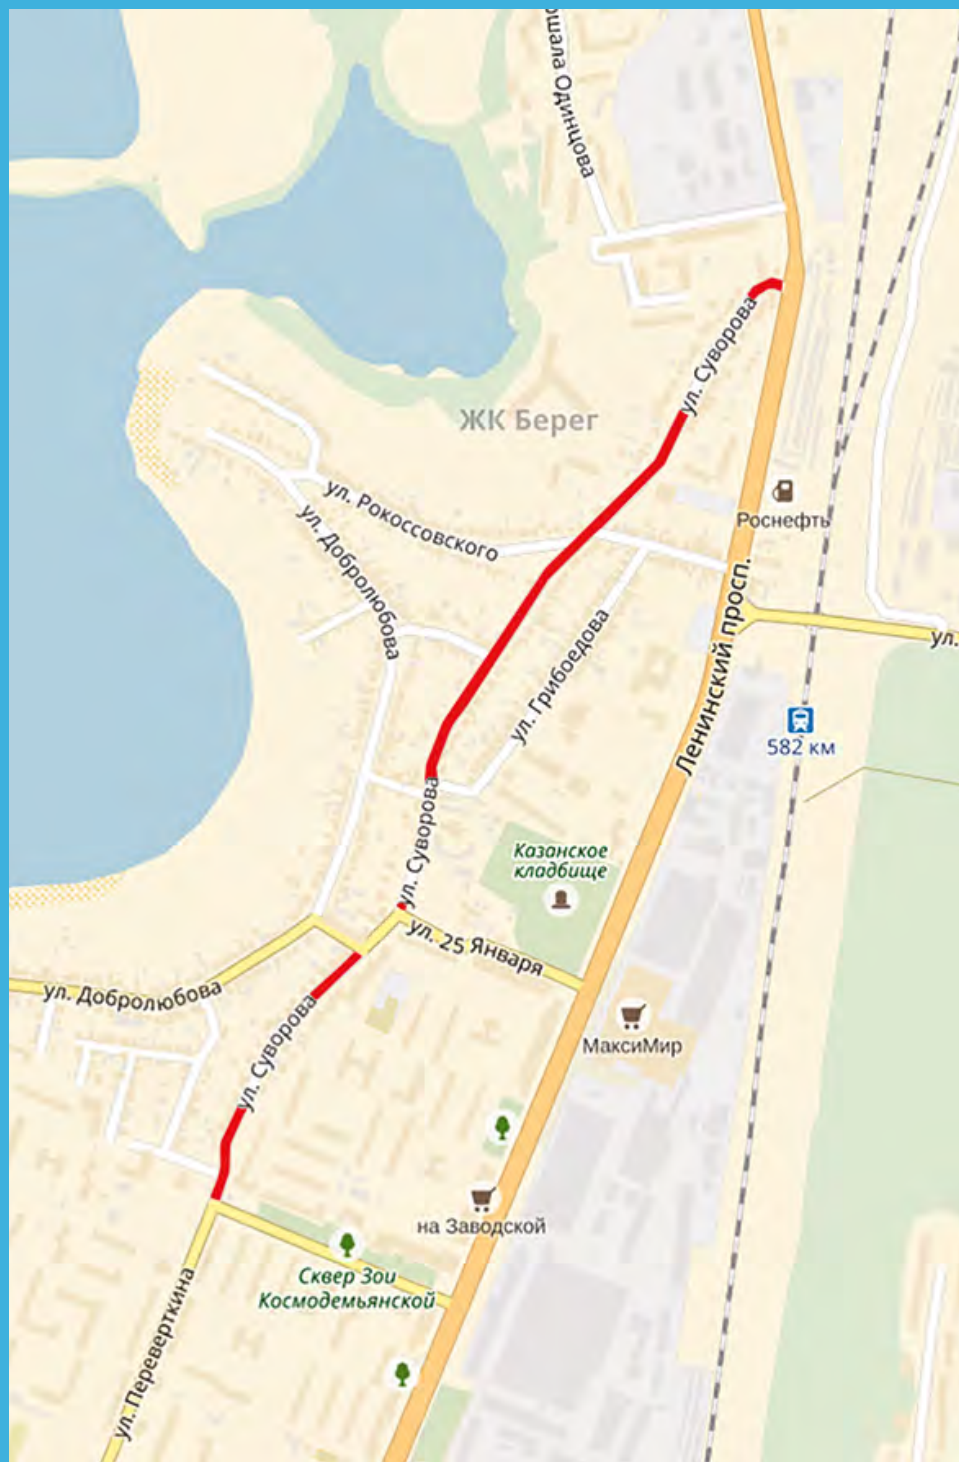 ршала Одинцова
ул. Суворова
ЖК Берег
ул. Рокоссовского
Роснефть
ул. Добролюбова
ул. Грибоедова
Ленинский просп.
ул.
582 км
ул. Суворова
Казанское
кладбище
ул. 25 Января
ул. Добролюбова
ул. Суворова
МаксиМир
на Заводской
Сквер Зои
Космодемьянской
ул. Переверткина